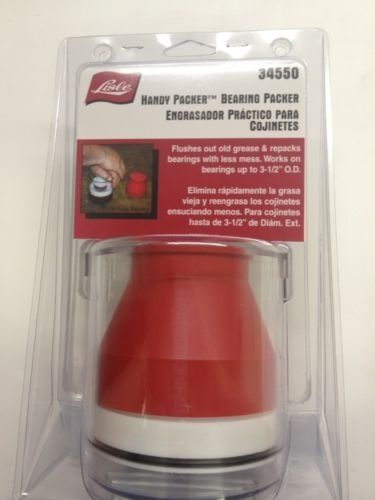 Lisle
34550
HANDY PACKER™ BEARING PACKER
ENGRASADOR PRÁCTICO PARA
COJINETES
Flushes out old grease & repacks
bearings with less mess. Works on
bearings up to 3-1/2" O.D.
Elimina rápidamente la grasa
vieja y reengrasa los cojinetes
ensuciando menos. Para cojinetes
hasta de 3-1/2" de Diám. Ext.